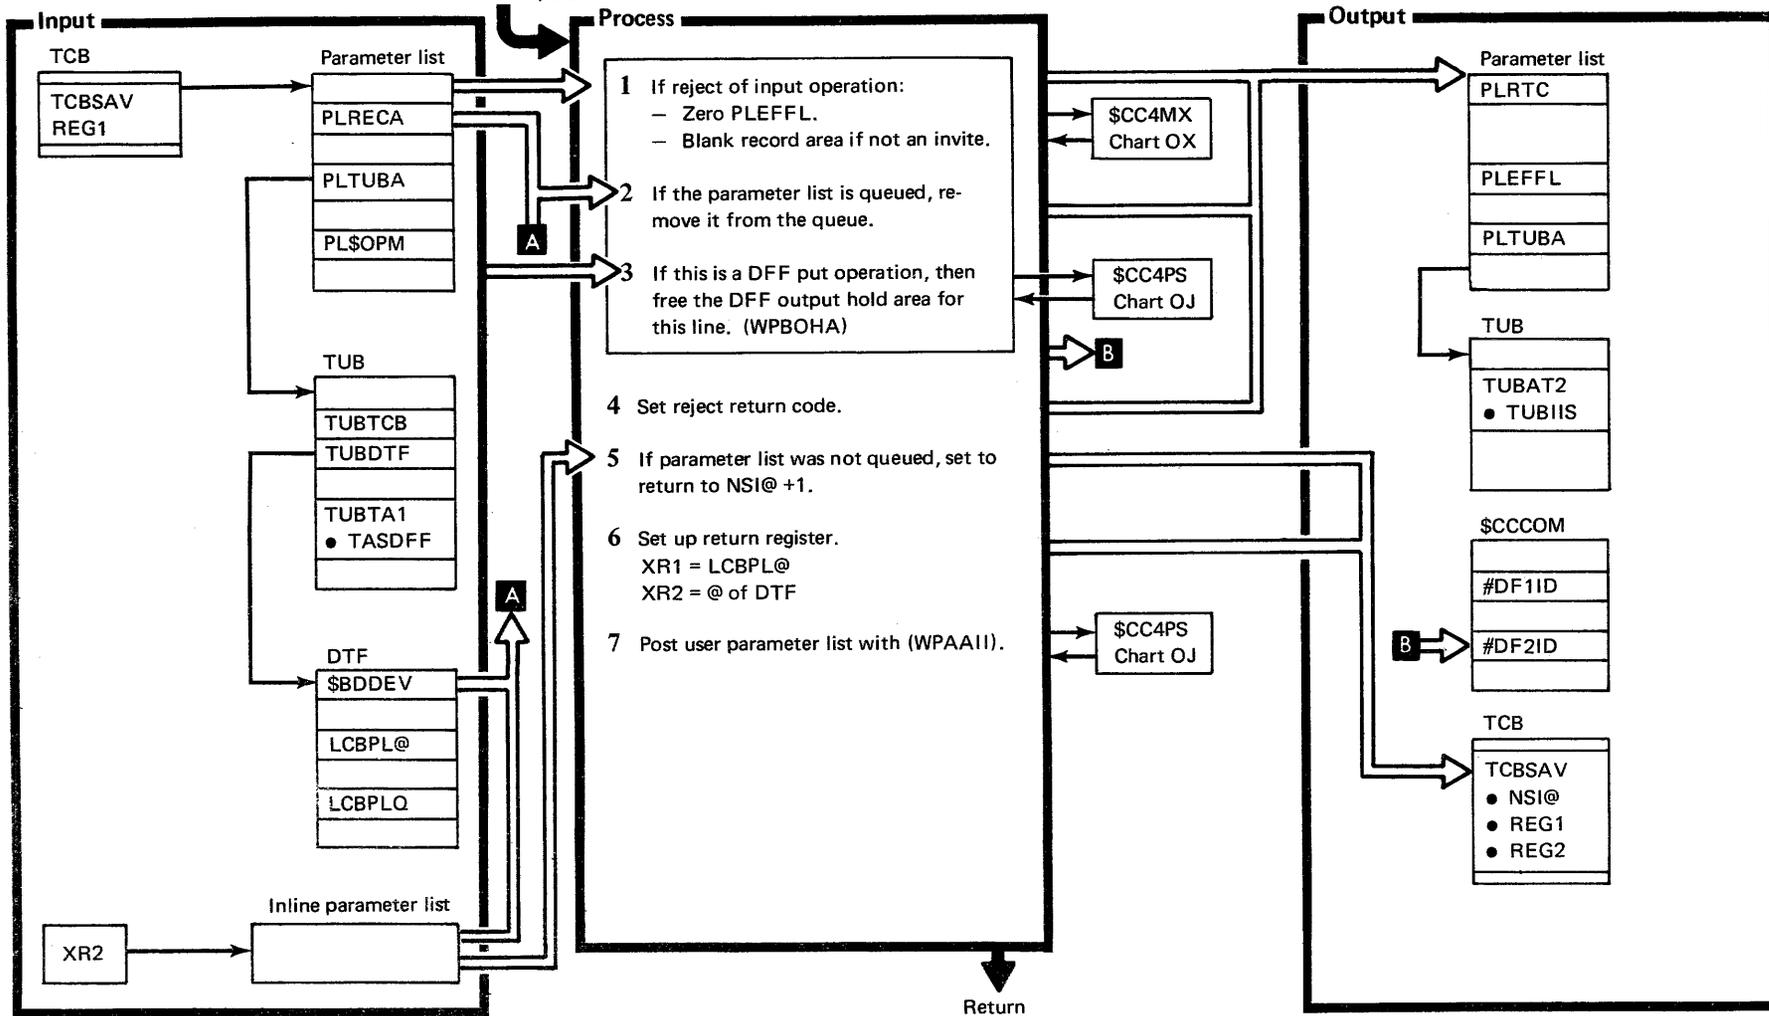 Input
TCB
TCBSAV
REG1
Parameter list
PLRECA
PLTUBA
PL$OPM
TUB
TUBTCB
TUBDTF
TUBTA1
● TASDFF
DTF
$BDDEV
LCBPL@
LCBPLQ
Inline parameter list
XR2
A
A
Process
1 If reject of input operation:
– Zero PLEFFL.
– Blank record area if not an invite.
2 If the parameter list is queued, re-
move it from the queue.
3 If this is a DFF put operation, then
free the DFF output hold area for
this line. (WPBOHA)
4 Set reject return code.
5 If parameter list was not queued, set to
return to NSI@ +1.
6 Set up return register.
XR1 = LCBPL@
XR2 = @ of DTF
7 Post user parameter list with (WPAAII).
Return
$CC4MX
Chart OX
$CC4PS
Chart OJ
B
$CC4PS
Chart OJ
Output
Parameter list
PLRTC
PLEFFL
PLTUBA
TUB
TUBAT2
● TUBIIS
$CCCOM
#DF1ID
B
#DF2ID
TCB
TCBSAV
● NSI@
● REG1
● REG2